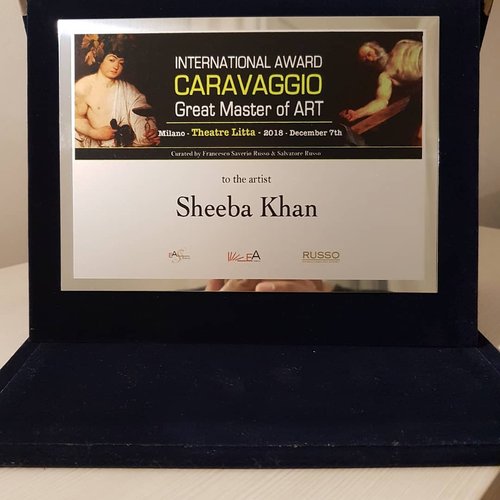 INTERNATIONAL AWARD
CARAVAGGIO
Great Master of ART
Milano - Theatre Litta - 2018 - December 7th
Curated by Francesco Saverio Russo & Salvatore Russo
to the artist
Sheeba Khan
EA
RUSSO